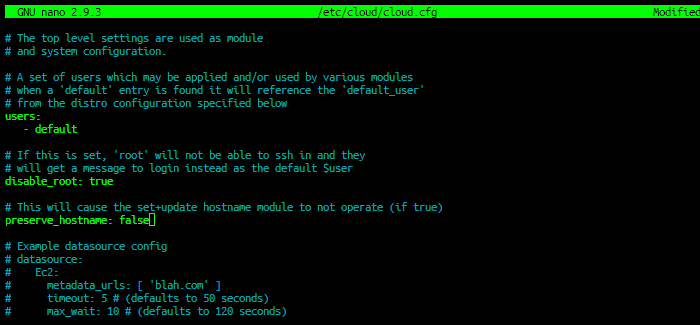 GNU nano 2.9.3 /etc/cloud/cloud.cfg Modified
# The top level settings are used as module
# and system configuration.
# A set of users which may be applied and/or used by various modules
# when a 'default' entry is found it will reference the 'default_user'
# from the distro configuration specified below
users:
- default
# If this is set, 'root' will not be able to ssh in and they
# will get a message to login instead as the default $user
disable_root: true
# This will cause the set+update hostname module to not operate (if true)
preserve_hostname: false
# Example datasource config
# datasource:
# Ec2:
# metadata_urls: [ 'blah.com' ]
# timeout: 5 # (defaults to 50 seconds)
# max_wait: 10 # (defaults to 120 seconds)